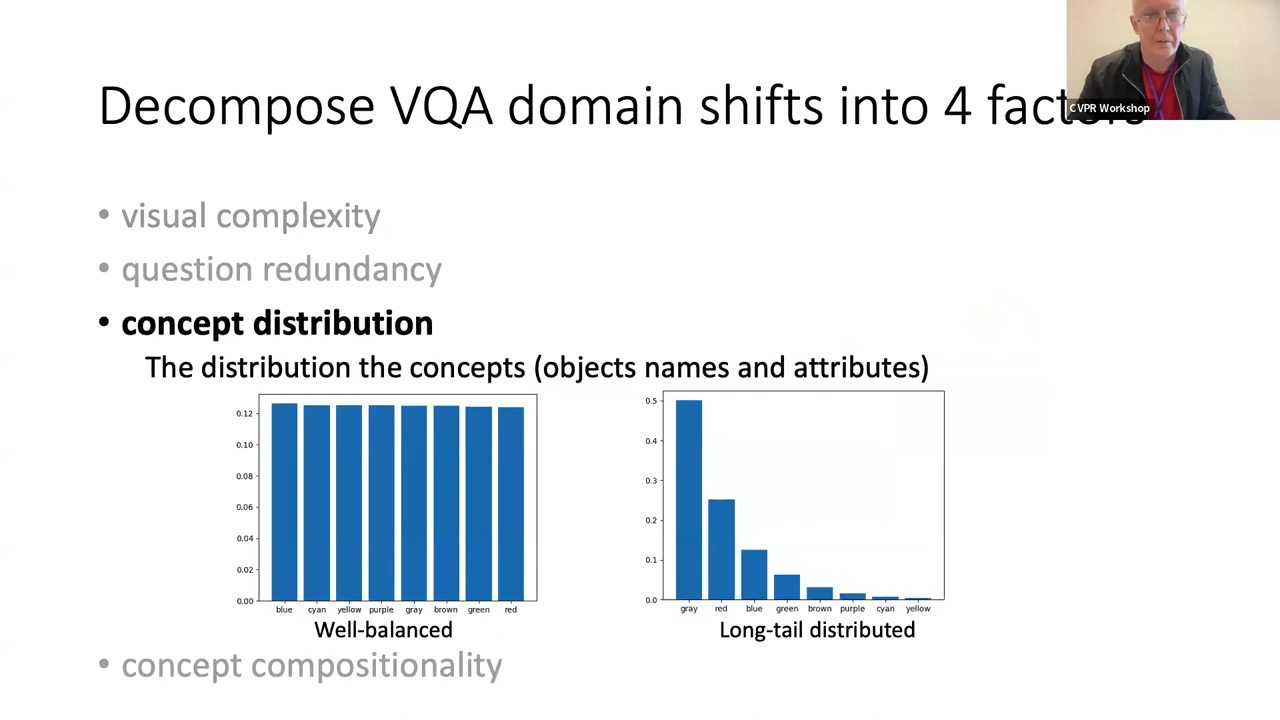 Decompose VQA domain shifts into 4 factors
CVPR Workshop
• visual complexity
• question redundancy
• concept distribution
The distribution the concepts (objects names and attributes)
0.12
0.10
0.08
0.06
0.04
0.02
0.00
blue cyan yellow purple gray brown green red
Well-balanced
0.5
0.4
0.3
0.2
0.1
0.0
gray red blue green brown purple cyan yellow
Long-tail distributed
• concept compositionality